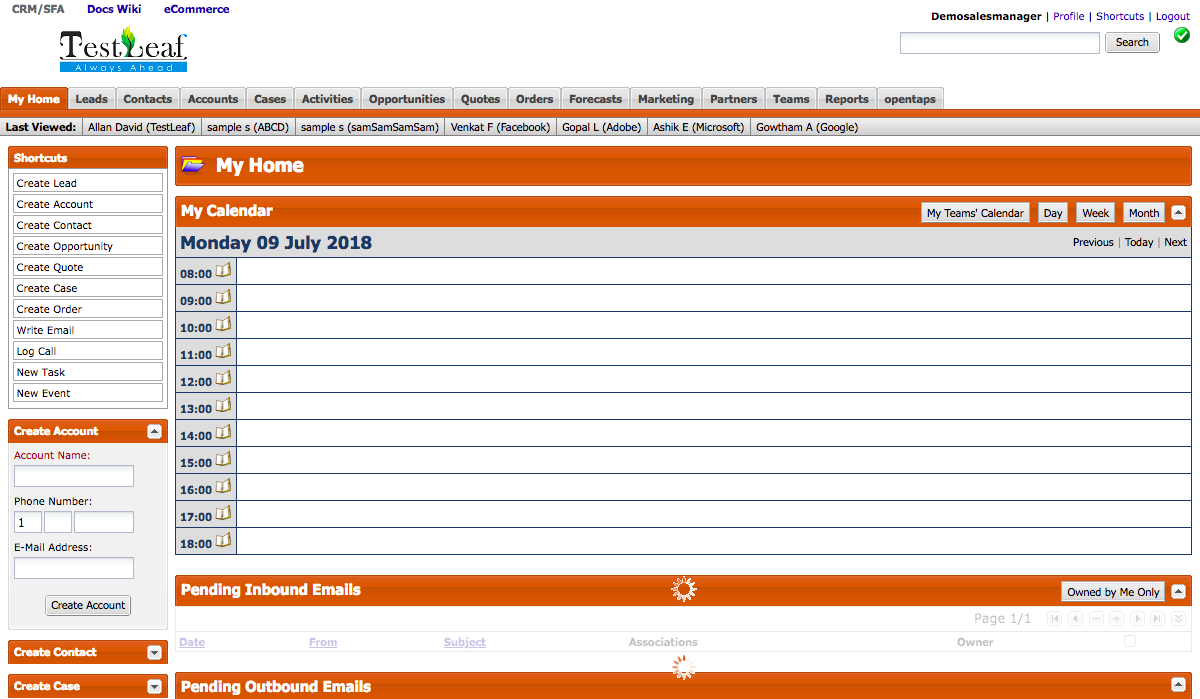 CRM/SFA Docs Wiki eCommerce
Demosalesmanager | Profile | Shortcuts | Logout
TestLeaf
Always Ahead
Search
My Home Leads Contacts Accounts Cases Activities Opportunities Quotes Orders Forecasts Marketing Partners Teams Reports opentaps
Last Viewed: Allan David (TestLeaf) sample s (ABCD) sample s (samSamSamSam) Venkat F (Facebook) Gopal L (Adobe) Ashik E (Microsoft) Gowtham A (Google)
Shortcuts
Create Lead
Create Account
Create Contact
Create Opportunity
Create Quote
Create Case
Create Order
Write Email
Log Call
New Task
New Event
Create Account
Account Name:
Phone Number:
1
E-Mail Address:
Create Account
Create Contact
Create Case
My Home
My Calendar My Teams' Calendar Day Week Month
Monday 09 July 2018 Previous | Today | Next
08:00
09:00
10:00
11:00
12:00
13:00
14:00
15:00
16:00
17:00
18:00
Pending Inbound Emails Owned by Me Only
Page 1/1
Date From Subject Associations Owner
Pending Outbound Emails